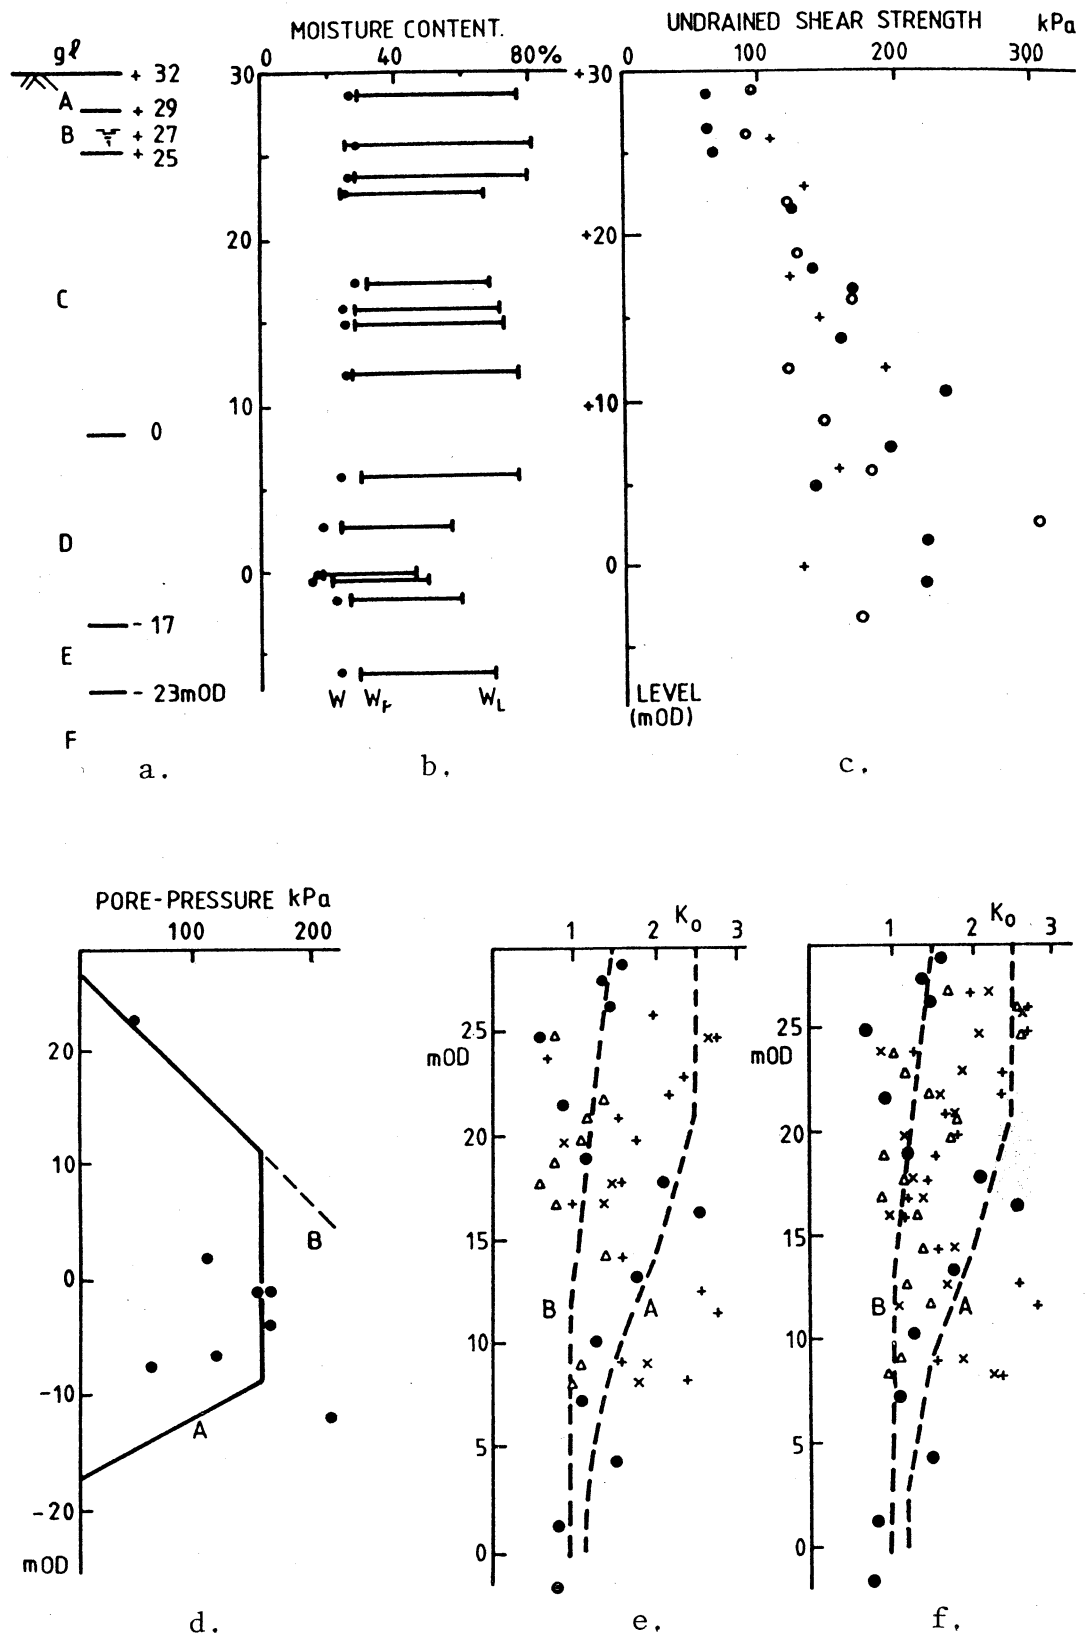 gl
+ 32
A
+ 29
B
+ 27
+ 25
C
0
D
- 17
E
- 23mOD
F
a.
MOISTURE CONTENT.
0 40 80%
30
20
10
0
W Wp WL
b.
UNDRAINED SHEAR STRENGTH kPa
0 100 200 300
+30
+20
+10
0
LEVEL
(mOD)
c.
PORE-PRESSURE kPa
100 200
20
10
0
-10
-20
mOD
B
A
d.
K0
1 2 3
25
mOD
20
15
10
5
0
B
A
e.
K0
1 2 3
25
mOD
20
15
10
5
0
B
A
f.